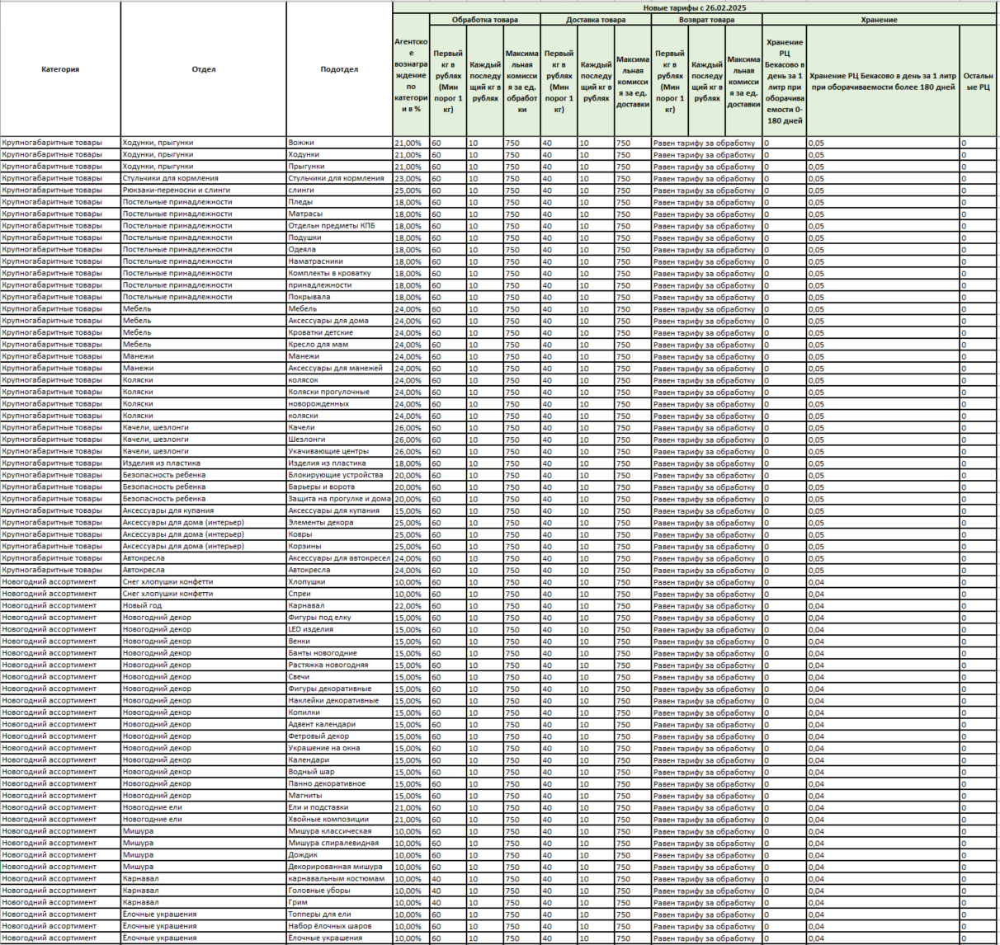 Новые тарифы с 26.02.2025
Обработка товара Доставка товара Возврат товара Хранение
Категория Отдел Подотдел Агентское вознаграждение по категории в % Первый кг в рублях (Мин порог 1 кг) Каждый последующий кг в рублях Максимальная комиссия за ед. обработки Первый кг в рублях (Мин порог 1 кг) Каждый последующий кг в рублях Максимальная комиссия за ед. доставки Первый кг в рублях (Мин порог 1 кг) Каждый последующий кг в рублях Максимальная комиссия за ед. доставки Хранение РЦ Бекасово в день за 1 литр при оборачиваемости 0-180 дней Хранение РЦ Бекасово в день за 1 литр при оборачиваемости более 180 дней Остальные РЦ
Крупногабаритные товары Ходунки, прыгунки Вожжи 21,00% 60 10 750 40 10 750 Равен тарифу за обработку 0 0,05 0
Крупногабаритные товары Ходунки, прыгунки Ходунки 21,00% 60 10 750 40 10 750 Равен тарифу за обработку 0 0,05 0
Крупногабаритные товары Ходунки, прыгунки Прыгунки 21,00% 60 10 750 40 10 750 Равен тарифу за обработку 0 0,05 0
Крупногабаритные товары Стульчики для кормления Стульчики для кормления 23,00% 60 10 750 40 10 750 Равен тарифу за обработку 0 0,05 0
Крупногабаритные товары Рюкзаки-переноски и слинги слинги 25,00% 60 10 750 40 10 750 Равен тарифу за обработку 0 0,05 0
Крупногабаритные товары Постельные принадлежности Пледы 18,00% 60 10 750 40 10 750 Равен тарифу за обработку 0 0,05 0
Крупногабаритные товары Постельные принадлежности Матрасы 18,00% 60 10 750 40 10 750 Равен тарифу за обработку 0 0,05 0
Крупногабаритные товары Постельные принадлежности Отдельн предметы КПБ 18,00% 60 10 750 40 10 750 Равен тарифу за обработку 0 0,05 0
Крупногабаритные товары Постельные принадлежности Подушки 18,00% 60 10 750 40 10 750 Равен тарифу за обработку 0 0,05 0
Крупногабаритные товары Постельные принадлежности Одеяла 18,00% 60 10 750 40 10 750 Равен тарифу за обработку 0 0,05 0
Крупногабаритные товары Постельные принадлежности Наматрасники 18,00% 60 10 750 40 10 750 Равен тарифу за обработку 0 0,05 0
Крупногабаритные товары Постельные принадлежности Комплекты в кроватку 18,00% 60 10 750 40 10 750 Равен тарифу за обработку 0 0,05 0
Крупногабаритные товары Постельные принадлежности принадлежности 18,00% 60 10 750 40 10 750 Равен тарифу за обработку 0 0,05 0
Крупногабаритные товары Постельные принадлежности Покрывала 18,00% 60 10 750 40 10 750 Равен тарифу за обработку 0 0,05 0
Крупногабаритные товары Мебель Мебель 24,00% 60 10 750 40 10 750 Равен тарифу за обработку 0 0,05 0
Крупногабаритные товары Мебель Аксессуары для дома 24,00% 60 10 750 40 10 750 Равен тарифу за обработку 0 0,05 0
Крупногабаритные товары Мебель Кроватки детские 24,00% 60 10 750 40 10 750 Равен тарифу за обработку 0 0,05 0
Крупногабаритные товары Мебель Кресло для мам 24,00% 60 10 750 40 10 750 Равен тарифу за обработку 0 0,05 0
Крупногабаритные товары Манежи Манежи 24,00% 60 10 750 40 10 750 Равен тарифу за обработку 0 0,05 0
Крупногабаритные товары Манежи Аксессуары для манежей 24,00% 60 10 750 40 10 750 Равен тарифу за обработку 0 0,05 0
Крупногабаритные товары Коляски колясок 24,00% 60 10 750 40 10 750 Равен тарифу за обработку 0 0,05 0
Крупногабаритные товары Коляски Коляски прогулочные 24,00% 60 10 750 40 10 750 Равен тарифу за обработку 0 0,05 0
Крупногабаритные товары Коляски новорожденных 24,00% 60 10 750 40 10 750 Равен тарифу за обработку 0 0,05 0
Крупногабаритные товары Коляски коляски 24,00% 60 10 750 40 10 750 Равен тарифу за обработку 0 0,05 0
Крупногабаритные товары Качели, шезлонги Качели 26,00% 60 10 750 40 10 750 Равен тарифу за обработку 0 0,05 0
Крупногабаритные товары Качели, шезлонги Шезлонги 26,00% 60 10 750 40 10 750 Равен тарифу за обработку 0 0,05 0
Крупногабаритные товары Качели, шезлонги Укачивающие центры 26,00% 60 10 750 40 10 750 Равен тарифу за обработку 0 0,05 0
Крупногабаритные товары Изделия из пластика Изделия из пластика 18,00% 60 10 750 40 10 750 Равен тарифу за обработку 0 0,05 0
Крупногабаритные товары Безопасность ребенка Блокирующие устройства 20,00% 60 10 750 40 10 750 Равен тарифу за обработку 0 0,05 0
Крупногабаритные товары Безопасность ребенка Барьеры и ворота 20,00% 60 10 750 40 10 750 Равен тарифу за обработку 0 0,05 0
Крупногабаритные товары Безопасность ребенка Защита на прогулке и дома 20,00% 60 10 750 40 10 750 Равен тарифу за обработку 0 0,05 0
Крупногабаритные товары Аксессуары для купания Аксессуары для купания 15,00% 60 10 750 40 10 750 Равен тарифу за обработку 0 0,05 0
Крупногабаритные товары Аксессуары для дома (интерьер) Элементы декора 25,00% 60 10 750 40 10 750 Равен тарифу за обработку 0 0,05 0
Крупногабаритные товары Аксессуары для дома (интерьер) Ковры 25,00% 60 10 750 40 10 750 Равен тарифу за обработку 0 0,05 0
Крупногабаритные товары Аксессуары для дома (интерьер) Корзины 25,00% 60 10 750 40 10 750 Равен тарифу за обработку 0 0,05 0
Крупногабаритные товары Автокресла Аксессуары для автокресел 24,00% 60 10 750 40 10 750 Равен тарифу за обработку 0 0,05 0
Крупногабаритные товары Автокресла Автокресла 24,00% 60 10 750 40 10 750 Равен тарифу за обработку 0 0,05 0
Новогодний ассортимент Снег хлопушки конфетти Хлопушки 10,00% 60 10 750 40 10 750 Равен тарифу за обработку 0 0,04 0
Новогодний ассортимент Снег хлопушки конфетти Спреи 10,00% 60 10 750 40 10 750 Равен тарифу за обработку 0 0,04 0
Новогодний ассортимент Новый год Карнавал 22,00% 60 10 750 40 10 750 Равен тарифу за обработку 0 0,04 0
Новогодний ассортимент Новогодний декор Фигуры под елку 15,00% 60 10 750 40 10 750 Равен тарифу за обработку 0 0,04 0
Новогодний ассортимент Новогодний декор LED изделия 15,00% 60 10 750 40 10 750 Равен тарифу за обработку 0 0,04 0
Новогодний ассортимент Новогодний декор Венки 15,00% 60 10 750 40 10 750 Равен тарифу за обработку 0 0,04 0
Новогодний ассортимент Новогодний декор Банты новогодние 15,00% 60 10 750 40 10 750 Равен тарифу за обработку 0 0,04 0
Новогодний ассортимент Новогодний декор Растяжка новогодняя 15,00% 60 10 750 40 10 750 Равен тарифу за обработку 0 0,04 0
Новогодний ассортимент Новогодний декор Свечи 15,00% 60 10 750 40 10 750 Равен тарифу за обработку 0 0,04 0
Новогодний ассортимент Новогодний декор Фигуры декоративные 15,00% 60 10 750 40 10 750 Равен тарифу за обработку 0 0,04 0
Новогодний ассортимент Новогодний декор Наклейки декоративные 15,00% 60 10 750 40 10 750 Равен тарифу за обработку 0 0,04 0
Новогодний ассортимент Новогодний декор Копилки 15,00% 60 10 750 40 10 750 Равен тарифу за обработку 0 0,04 0
Новогодний ассортимент Новогодний декор Адвент календари 15,00% 60 10 750 40 10 750 Равен тарифу за обработку 0 0,04 0
Новогодний ассортимент Новогодний декор Фетровый декор 15,00% 60 10 750 40 10 750 Равен тарифу за обработку 0 0,04 0
Новогодний ассортимент Новогодний декор Украшение на окна 15,00% 60 10 750 40 10 750 Равен тарифу за обработку 0 0,04 0
Новогодний ассортимент Новогодний декор Календари 15,00% 60 10 750 40 10 750 Равен тарифу за обработку 0 0,04 0
Новогодний ассортимент Новогодний декор Водный шар 15,00% 60 10 750 40 10 750 Равен тарифу за обработку 0 0,04 0
Новогодний ассортимент Новогодний декор Панно декоративное 15,00% 60 10 750 40 10 750 Равен тарифу за обработку 0 0,04 0
Новогодний ассортимент Новогодний декор Магниты 15,00% 60 10 750 40 10 750 Равен тарифу за обработку 0 0,04 0
Новогодний ассортимент Новогодние ели Ели и подставки 21,00% 60 10 750 40 10 750 Равен тарифу за обработку 0 0,04 0
Новогодний ассортимент Новогодние ели Хвойные композиции 21,00% 60 10 750 40 10 750 Равен тарифу за обработку 0 0,04 0
Новогодний ассортимент Мишура Мишура классическая 10,00% 60 10 750 40 10 750 Равен тарифу за обработку 0 0,04 0
Новогодний ассортимент Мишура Мишура спиралевидная 10,00% 60 10 750 40 10 750 Равен тарифу за обработку 0 0,04 0
Новогодний ассортимент Мишура Дождик 10,00% 60 10 750 40 10 750 Равен тарифу за обработку 0 0,04 0
Новогодний ассортимент Мишура Декорированная мишура 10,00% 60 10 750 40 10 750 Равен тарифу за обработку 0 0,04 0
Новогодний ассортимент Карнавал карнавальным костюмам 10,00% 40 10 750 40 10 750 Равен тарифу за обработку 0 0,04 0
Новогодний ассортимент Карнавал Головные уборы 10,00% 40 10 750 40 10 750 Равен тарифу за обработку 0 0,04 0
Новогодний ассортимент Карнавал Грим 10,00% 40 10 750 40 10 750 Равен тарифу за обработку 0 0,04 0
Новогодний ассортимент Ёлочные украшения Топперы для ели 10,00% 60 10 750 40 10 750 Равен тарифу за обработку 0 0,04 0
Новогодний ассортимент Ёлочные украшения Набор ёлочных шаров 10,00% 60 10 750 40 10 750 Равен тарифу за обработку 0 0,04 0
Новогодний ассортимент Ёлочные украшения Ёлочные украшения 10,00% 60 10 750 40 10 750 Равен тарифу за обработку 0 0,04 0